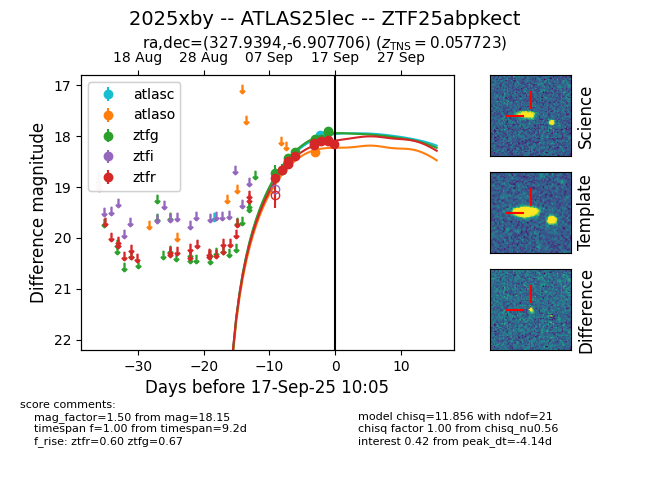 2025xby -- ATLAS25lec -- ZTF25abpkect
ra,dec=(327.9394,-6.907706) (z_TNS = 0.057723)
18 Aug 28 Aug 07 Sep 17 Sep 27 Sep
17
18
19
20
21
22
Difference magnitude
atlasc
atlaso
ztfg
ztfi
ztfr
−30 −20 −10 0 10
Days before 17-Sep-25 10:05
Science
Template
Difference
score comments:
mag_factor=1.50 from mag=18.15
timespan f=1.00 from timespan=9.2d
f_rise: ztfr=0.60 ztfg=0.67
model chisq=11.856 with ndof=21
chisq factor 1.00 from chisq_nu0.56
interest 0.42 from peak_dt=-4.14d